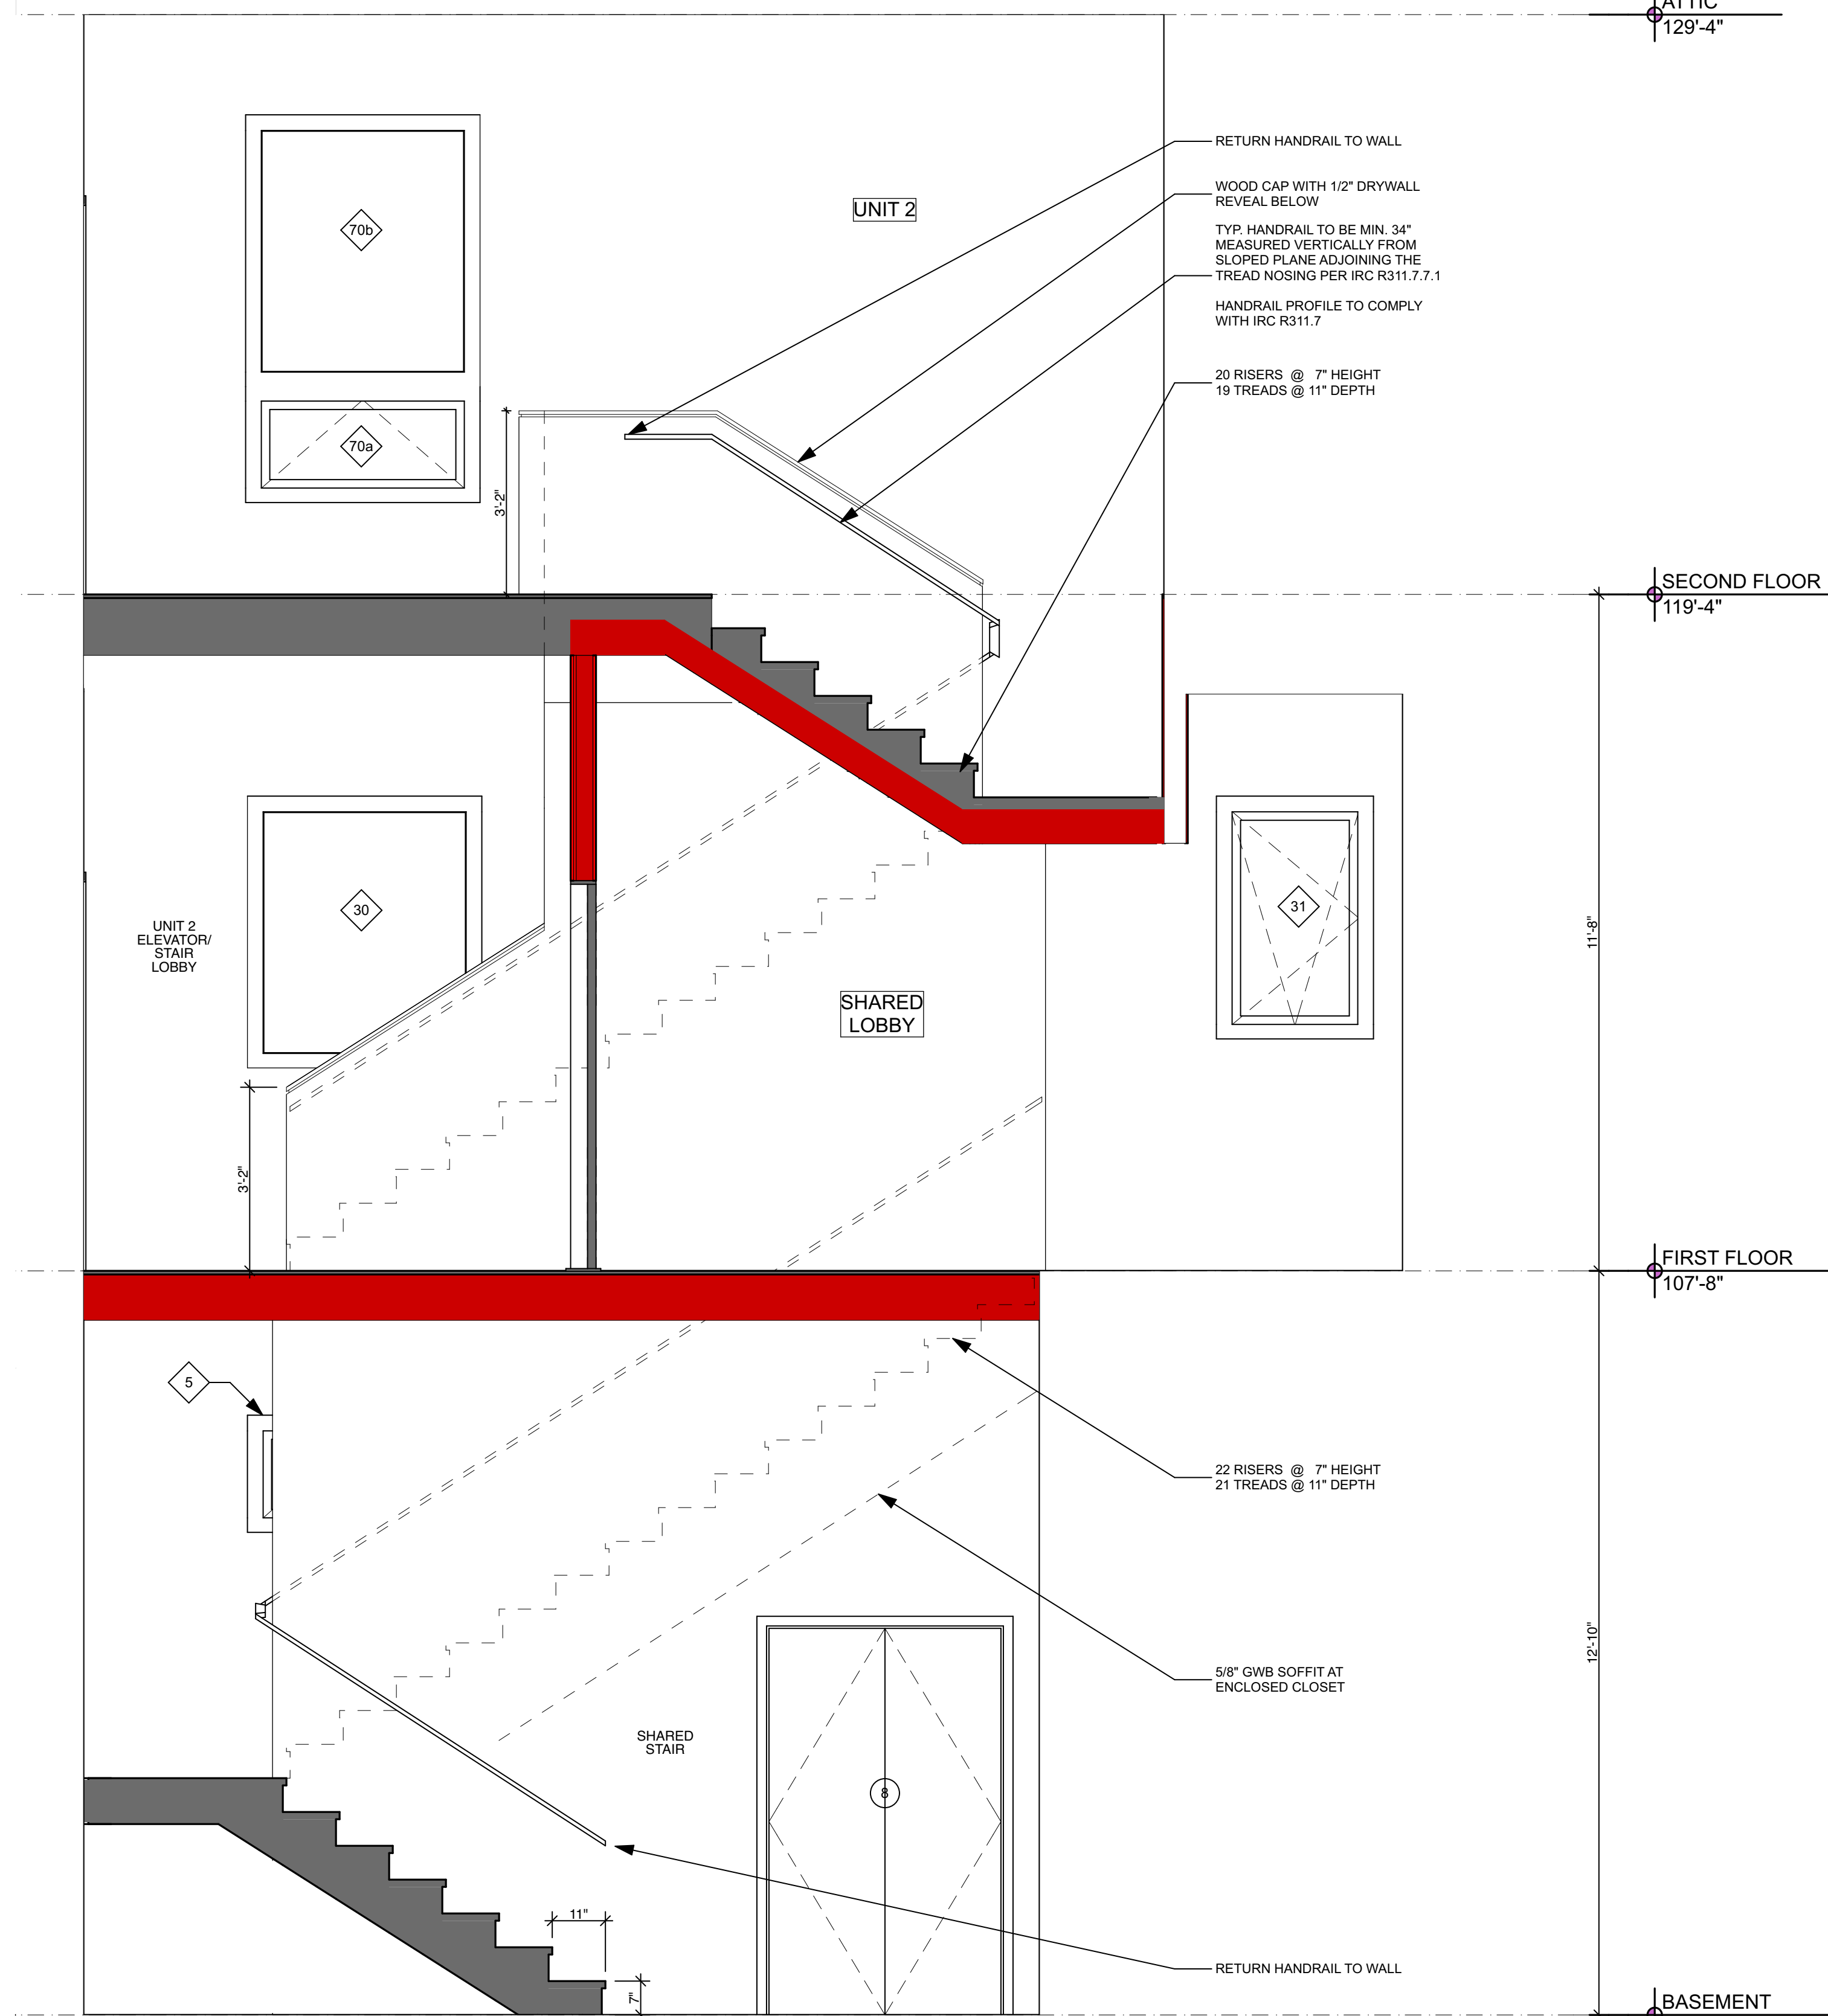 ATTIC
129'-4"
RETURN HANDRAIL TO WALL
WOOD CAP WITH 1/2" DRYWALL
REVEAL BELOW
UNIT 2
70b
TYP. HANDRAIL TO BE MIN. 34"
MEASURED VERTICALLY FROM
SLOPED PLANE ADJOINING THE
TREAD NOSING PER IRC R311.7.7.1
HANDRAIL PROFILE TO COMPLY
WITH IRC R311.7
20 RISERS @ 7" HEIGHT
19 TREADS @ 11" DEPTH
70a
3'-2"
SECOND FLOOR
119'-4"
30
31
UNIT 2
ELEVATOR/
STAIR
LOBBY
11'-8"
SHARED
LOBBY
3'-2"
FIRST FLOOR
107'-8"
5
22 RISERS @ 7" HEIGHT
21 TREADS @ 11" DEPTH
12'-10"
5/8" GWB SOFFIT AT
ENCLOSED CLOSET
SHARED
STAIR
8
11"
RETURN HANDRAIL TO WALL
7"
BASEMENT